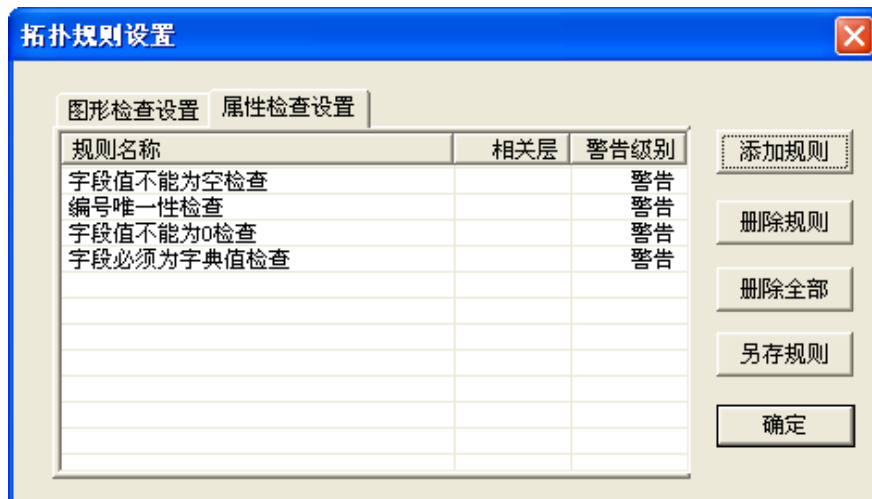 拓扑规则设置
图形检查设置 属性检查设置
规则名称 相关层 警告级别
字段值不能为空检查 警告
编号唯一性检查 警告
字段值不能为0检查 警告
字段必须为字典值检查 警告
添加规则
删除规则
删除全部
另存规则
确定